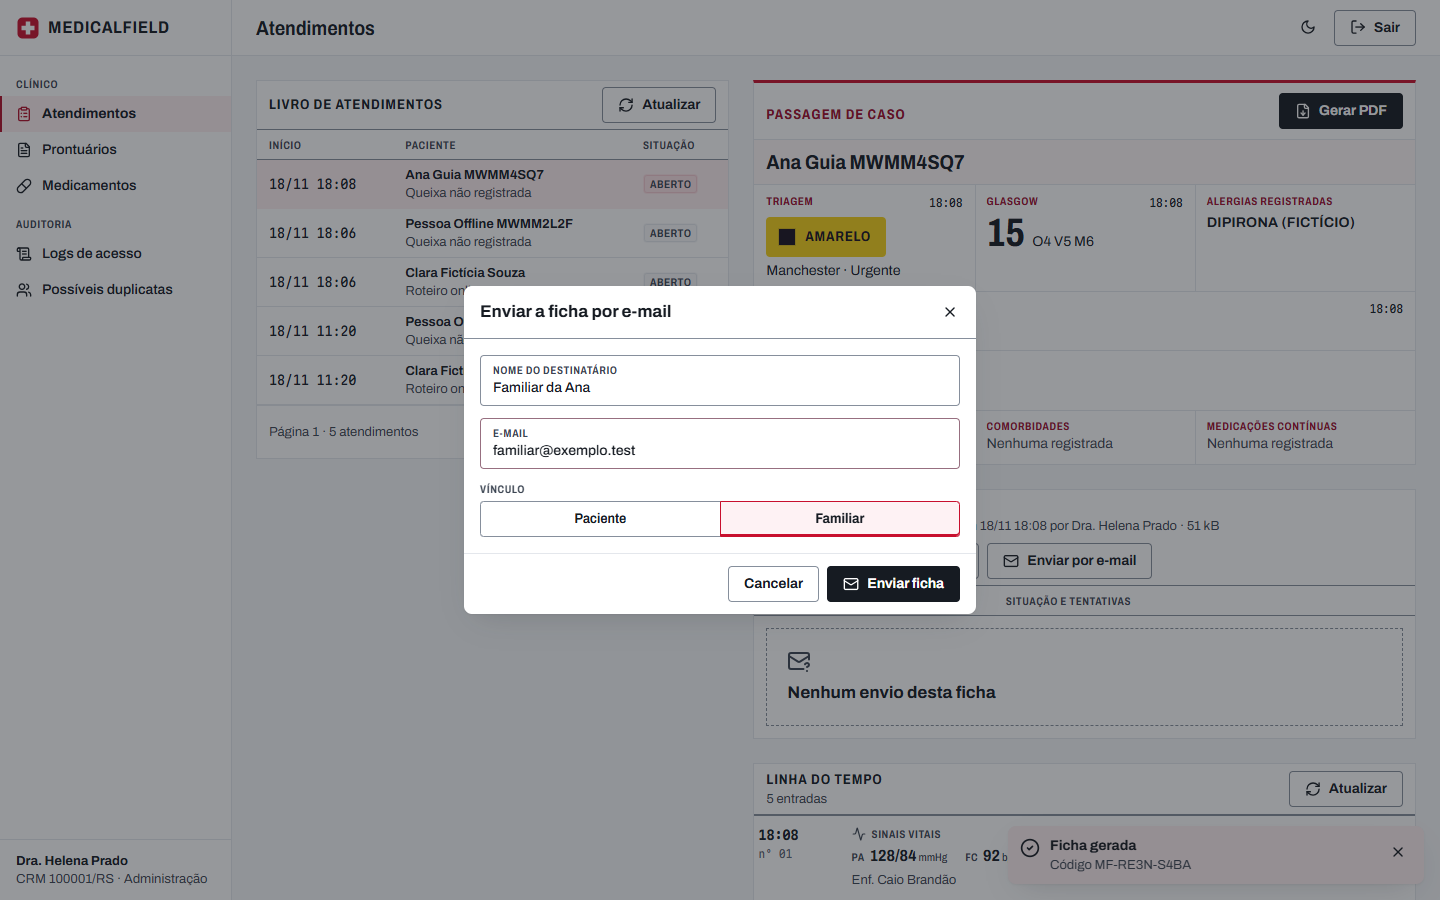 MEDICALFIELD
Atendimentos
Sair
CLÍNICO
Atendimentos
Prontuários
Medicamentos
AUDITORIA
Logs de acesso
Possíveis duplicatas
Dra. Helena Prado
CRM 100001/RS · Administração
LIVRO DE ATENDIMENTOS
Atualizar
INÍCIO PACIENTE SITUAÇÃO
18/11 18:08 Ana Guia MWMM4SQ7 ABERTO
Queixa não registrada
18/11 18:06 Pessoa Offline MWMM2L2F ABERTO
Queixa não registrada
18/11 18:06 Clara Fictícia Souza ABERTO
Roteiro
18/11 11:20 Pessoa
Queixa
18/11 11:20 Clara
Roteiro
Página 1 · 5 atendimentos
PASSAGEM DE CASO
Gerar PDF
Ana Guia MWMM4SQ7
TRIAGEM 18:08 GLASGOW 18:08 ALERGIAS REGISTRADAS
AMARELO 15 O4 V5 M6 DIPIRONA (FICTÍCIO)
Manchester · Urgente
18:08
COMORBIDADES MEDICAÇÕES CONTÍNUAS
Nenhuma registrada Nenhuma registrada
18/11 18:08 por Dra. Helena Prado · 51 kB
Enviar por e-mail
SITUAÇÃO E TENTATIVAS
Nenhum envio desta ficha
LINHA DO TEMPO
5 entradas
Atualizar
18:08 SINAIS VITAIS
n° 01 PA 128/84 mmHg FC 92
Enf. Caio Brandão
Enviar a ficha por e-mail
NOME DO DESTINATÁRIO
Familiar da Ana
E-MAIL
familiar@exemplo.test
VÍNCULO
Paciente Familiar
Cancelar Enviar ficha
Ficha gerada
Código MF-RE3N-S4BA